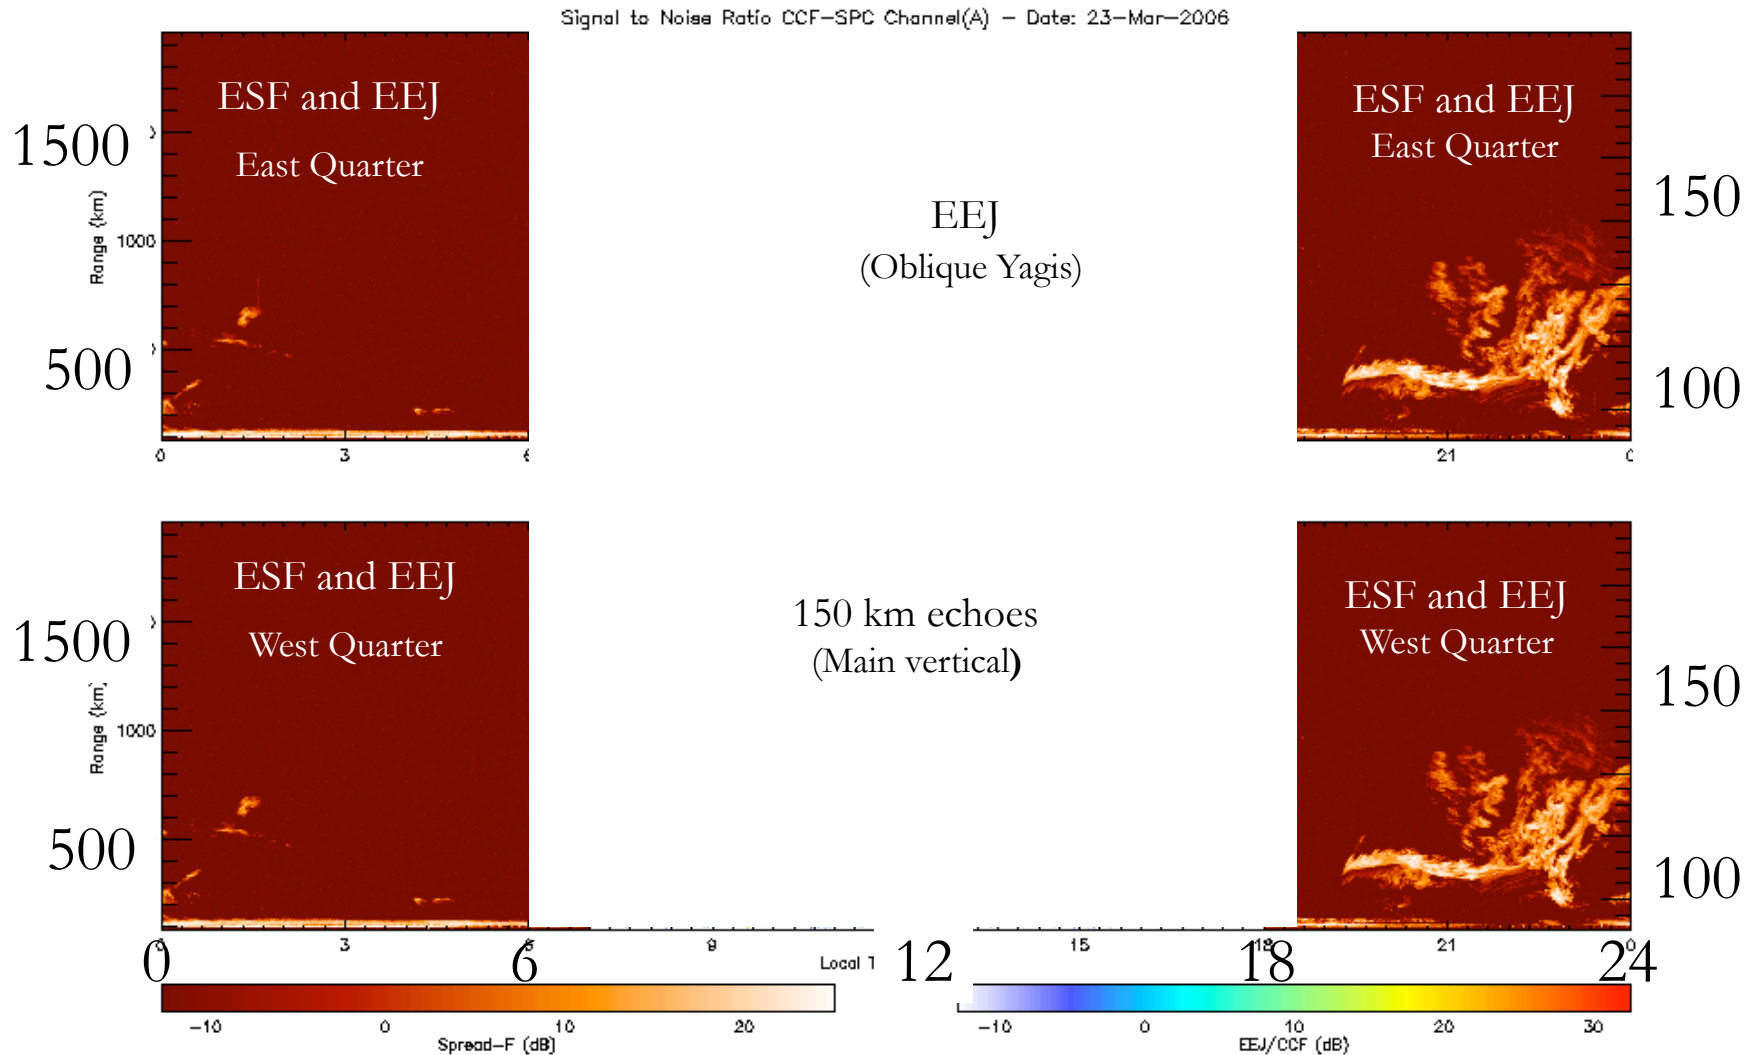 Signal to Noise Ratio CCF-SPC Channel(A) - Date: 23-Mar-2006
ESF and EEJ
East Quarter
1500
Range (km)
1000
500
0 3 6
EEJ
(Oblique Yagis)
ESF and EEJ
East Quarter
150
100
21 0
ESF and EEJ
West Quarter
1500
Range (km)
1000
500
150 km echoes
(Main vertical)
ESF and EEJ
West Quarter
150
100
0 3 6 9 15 18 21 0
0 6 12 18 24
Local T
-10 0 10 20
Spread-F (dB)
-10 0 10 20 30
EEJ/CCF (dB)